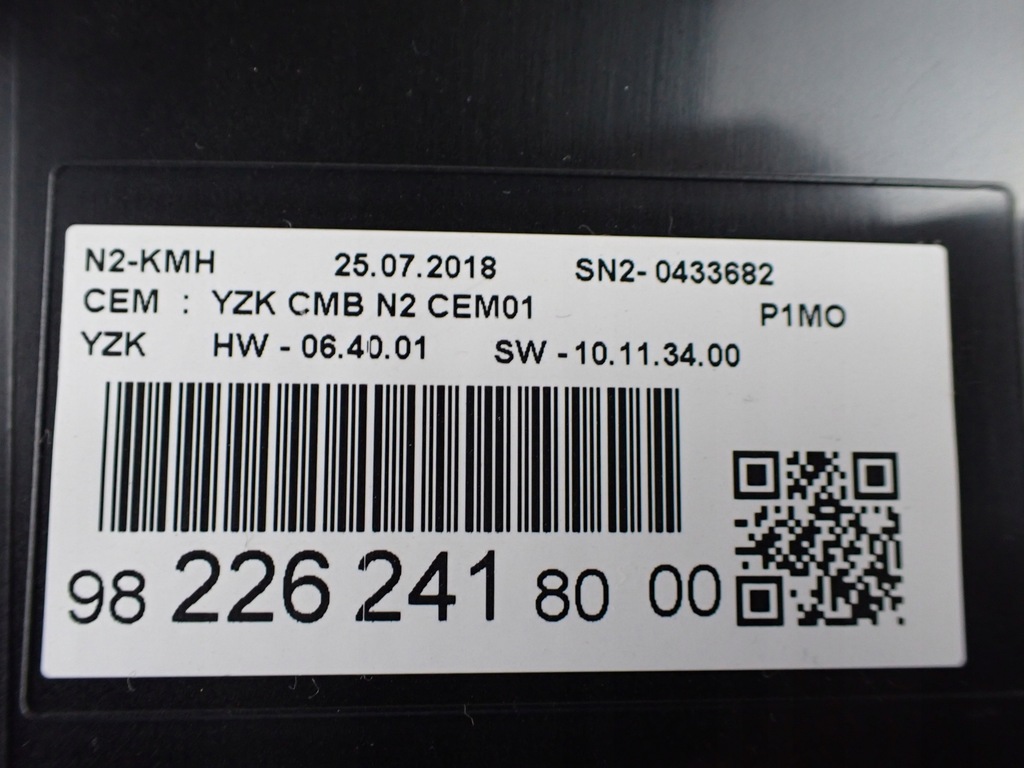 N2-KMH 25.07.2018 SN2- 0433682
CEM : YZK CMB N2 CEM01 P1MO
YZK HW - 06.40.01 SW -10.11.34.00
98 226 241 80 00